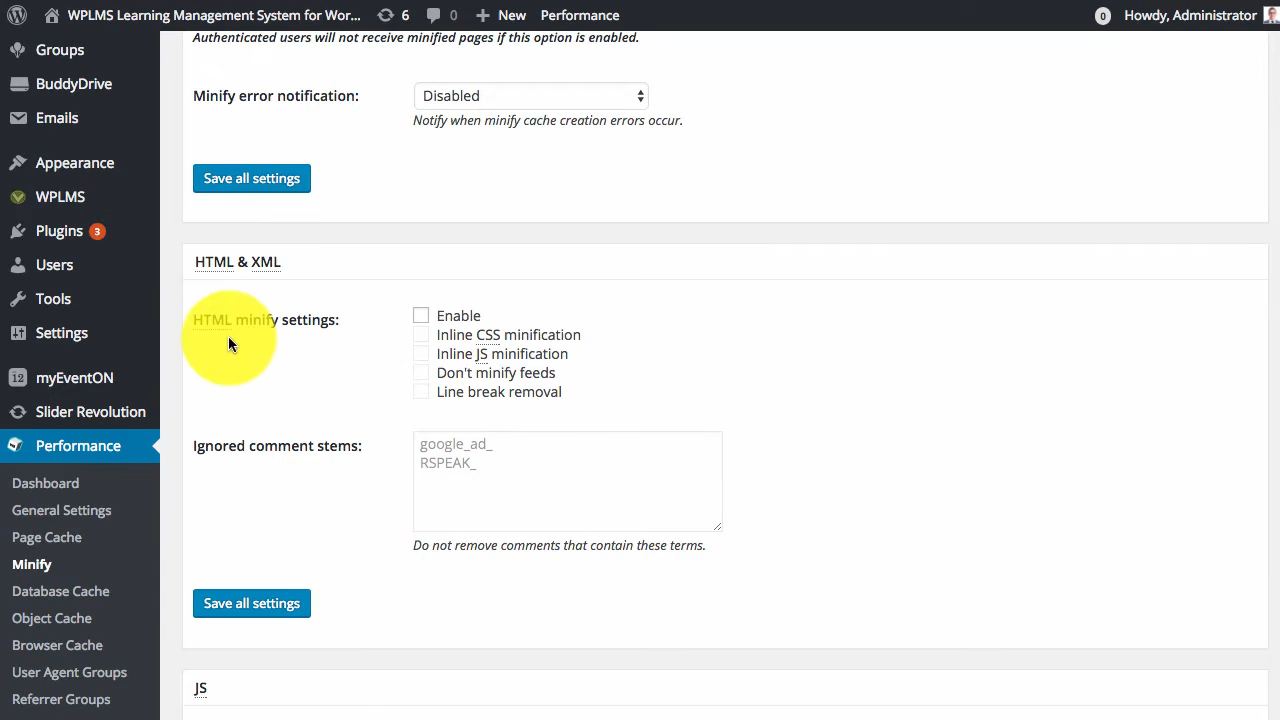 WPLMS Learning Management System for Wor... 6 0 New Performance 0 Howdy, Administrator
Groups
BuddyDrive
Emails
Appearance
WPLMS
Plugins 3
Users
Tools
Settings
12 myEventON
Slider Revolution
Performance
Dashboard
General Settings
Page Cache
Minify
Database Cache
Object Cache
Browser Cache
User Agent Groups
Referrer Groups
Authenticated users will not receive minified pages if this option is enabled.
Minify error notification: Disabled
Notify when minify cache creation errors occur.
Save all settings
HTML & XML
HTML minify settings: Enable
Inline CSS minification
Inline JS minification
Don't minify feeds
Line break removal
Ignored comment stems: google_ad_
RSPEAK_
Do not remove comments that contain these terms.
Save all settings
JS